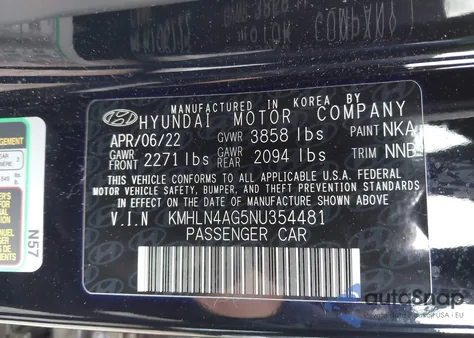 MANUFACTURED IN KOREA BY
HYUNDAI MOTOR COMPANY
APR/06/22 GVWR 3858 lbs PAINT NKA
GAWR FRONT 2271 lbs GAWR REAR 2094 lbs TRIM NNB
THIS VEHICLE CONFORMS TO ALL APPLICABLE U.S.A. FEDERAL
MOTOR VEHICLE SAFETY, BUMPER, AND THEFT PREVENTION STANDARDS
IN EFFECT ON THE DATE OF MANUFACTURE SHOWN ABOVE.
V.I.N KMHLN4AG5NU354481
PASSENGER CAR
N57
autoSnap